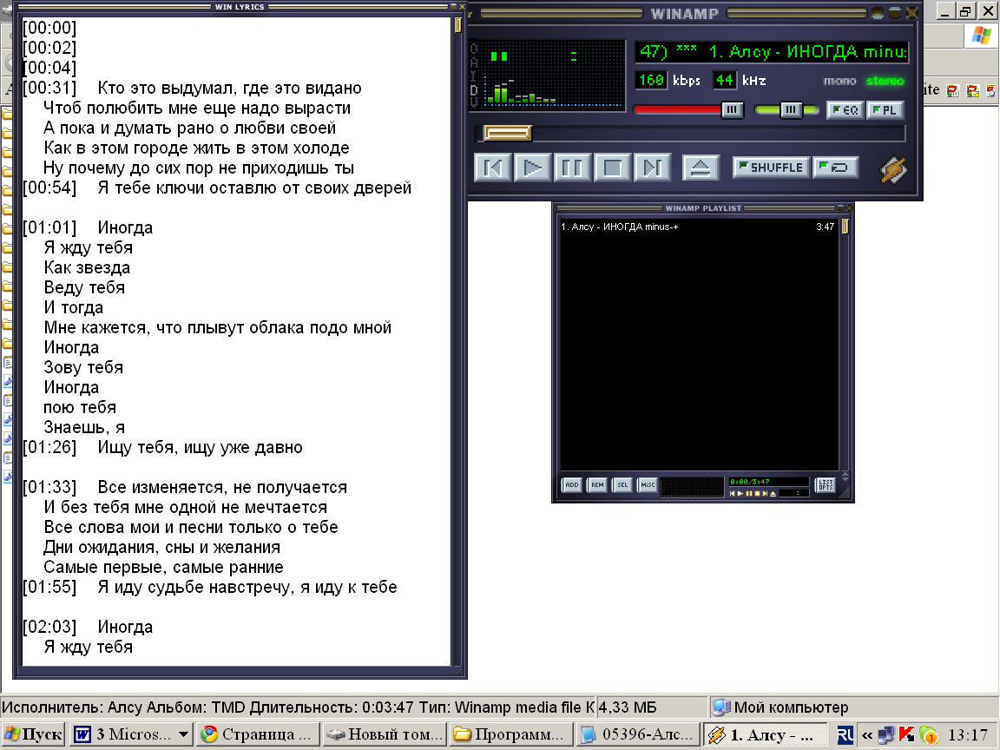 WIN LYRICS
[00:00]
[00:02]
[00:04]
[00:31] Кто это выдумал, где это видано
Чтоб полюбить мне еще надо вырасти
А пока и думать рано о любви своей
Как в этом городе жить в этом холоде
Ну почему до сих пор не приходишь ты
[00:54] Я тебе ключи оставлю от своих дверей
[01:01] Иногда
Я жду тебя
Как звезда
Веду тебя
И тогда
Мне кажется, что плывут облака подо мной
Иногда
Зову тебя
Иногда
пою тебя
Знаешь, я
[01:26] Ищу тебя, ищу уже давно
[01:33] Все изменяется, не получается
И без тебя мне одной не мечтается
Все слова мои и песни только о тебе
Дни ожидания, сны и желания
Самые первые, самые ранние
[01:55] Я иду судьбе навстречу, я иду к тебе
[02:03] Иногда
Я жду тебя
WINAMP
O A I D V
47) *** 1. Алсу - ИНОГДА minus
160 kbps 44 kHz mono stereo
EQ PL
SHUFFLE
WINAMP PLAYLIST
1. Алсу - ИНОГДА minus-+ 3:47
ADD REM SEL MISC 0:00/3:47 LIST OPTS
ite
Исполнитель: Алсу Альбом: TMD Длительность: 0:03:47 Тип: Winamp media file К 4,33 МБ Мой компьютер
Пуск 3 Micros... Страница ... Новый том... Программ... 05396-Алс... 1. Алсу - ... RU « 1 13:17